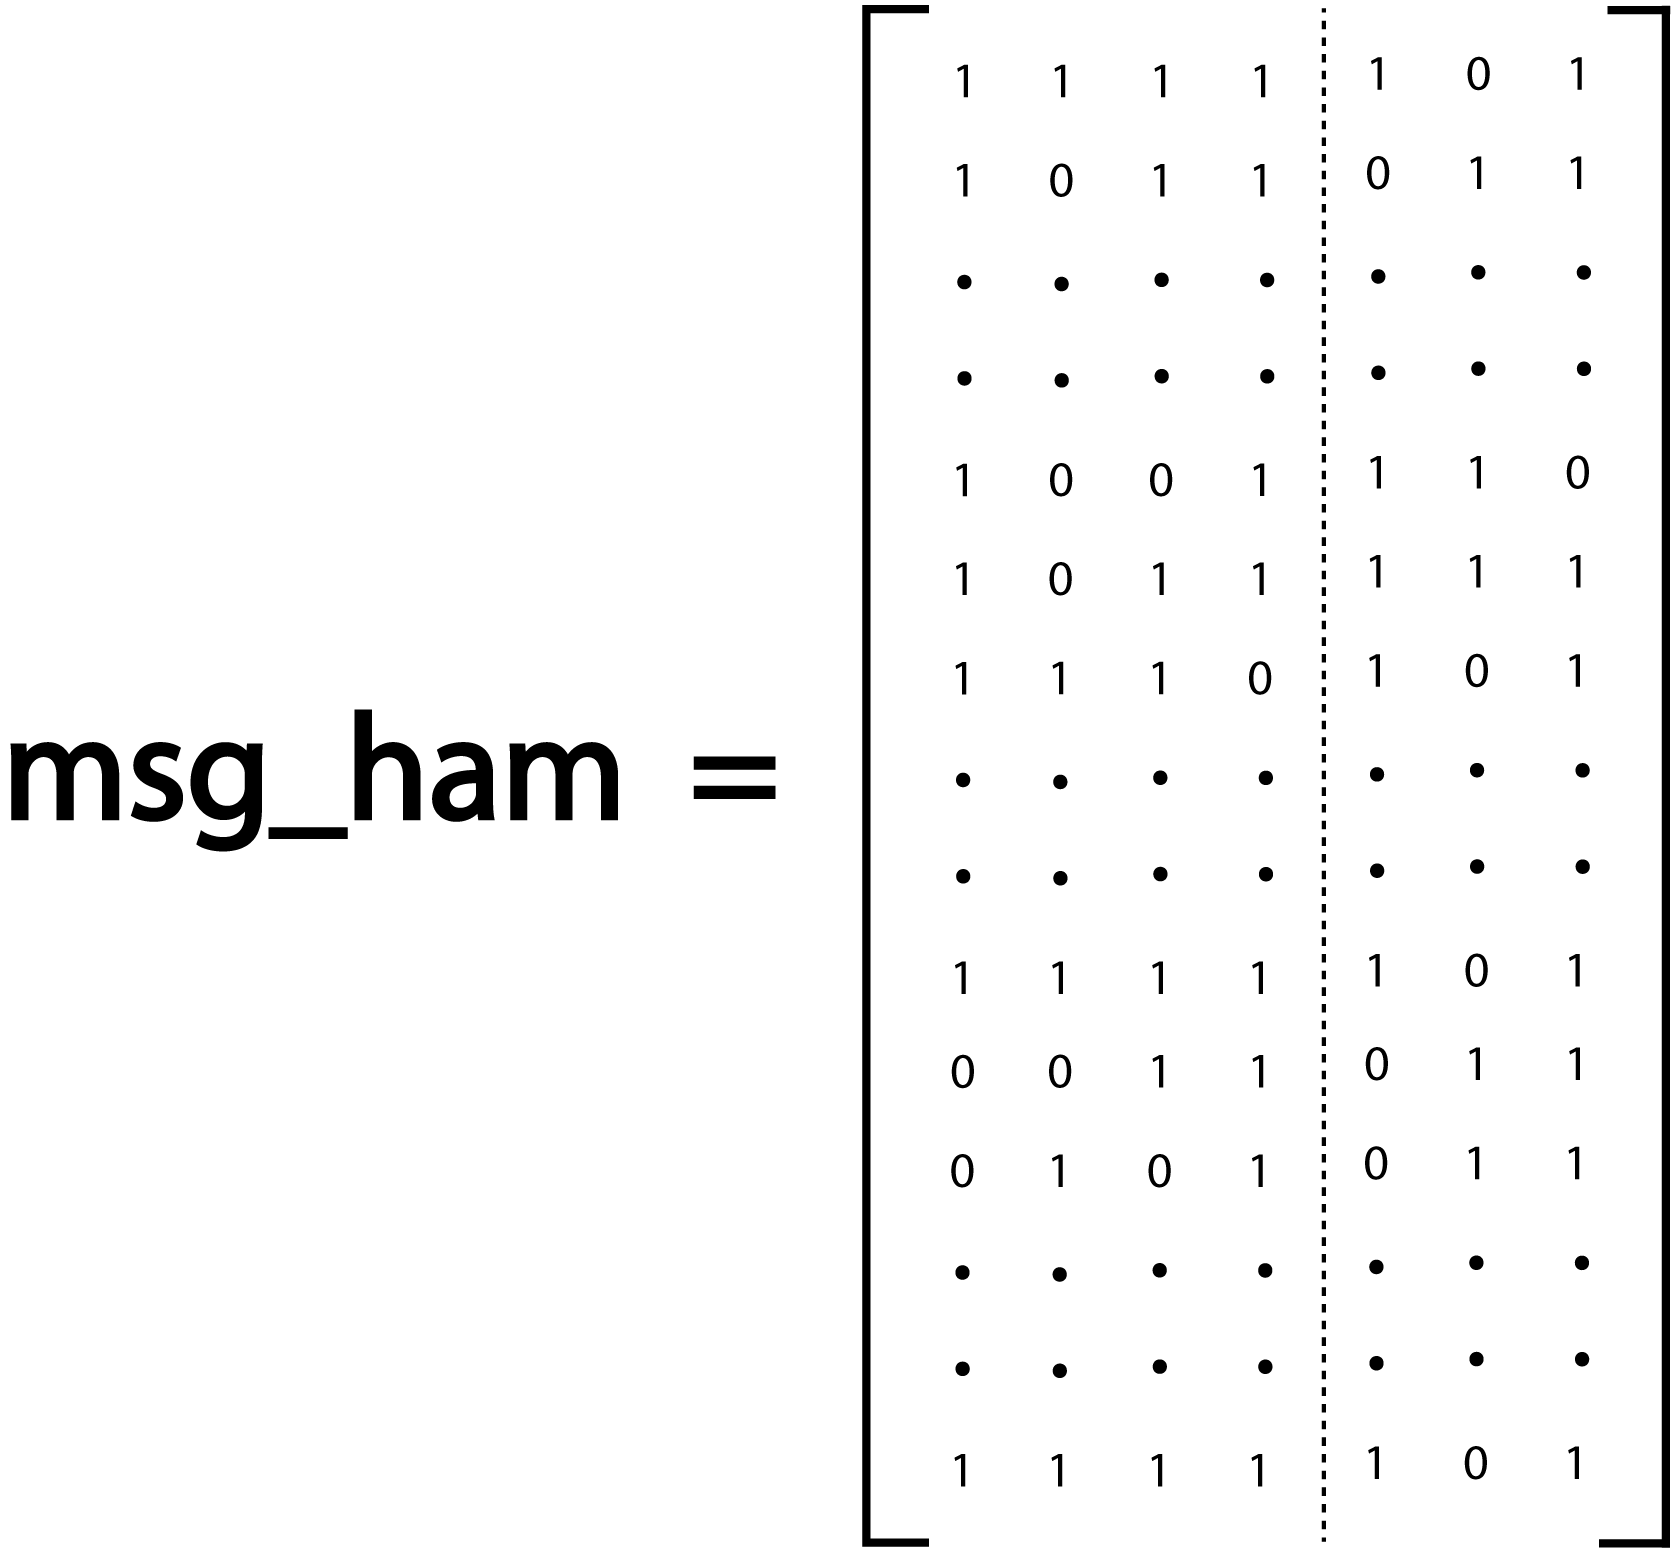 1 1 1 1 1 0 1
1 0 1 1 0 1 1
. . . . . . .
. . . . . . .
1 0 0 1 1 1 0
1 0 1 1 1 1 1
1 1 1 0 1 0 1
msg_ham =
. . . . . . .
. . . . . . .
1 1 1 1 1 0 1
0 0 1 1 0 1 1
0 1 0 1 0 1 1
. . . . . . .
. . . . . . .
1 1 1 1 1 0 1